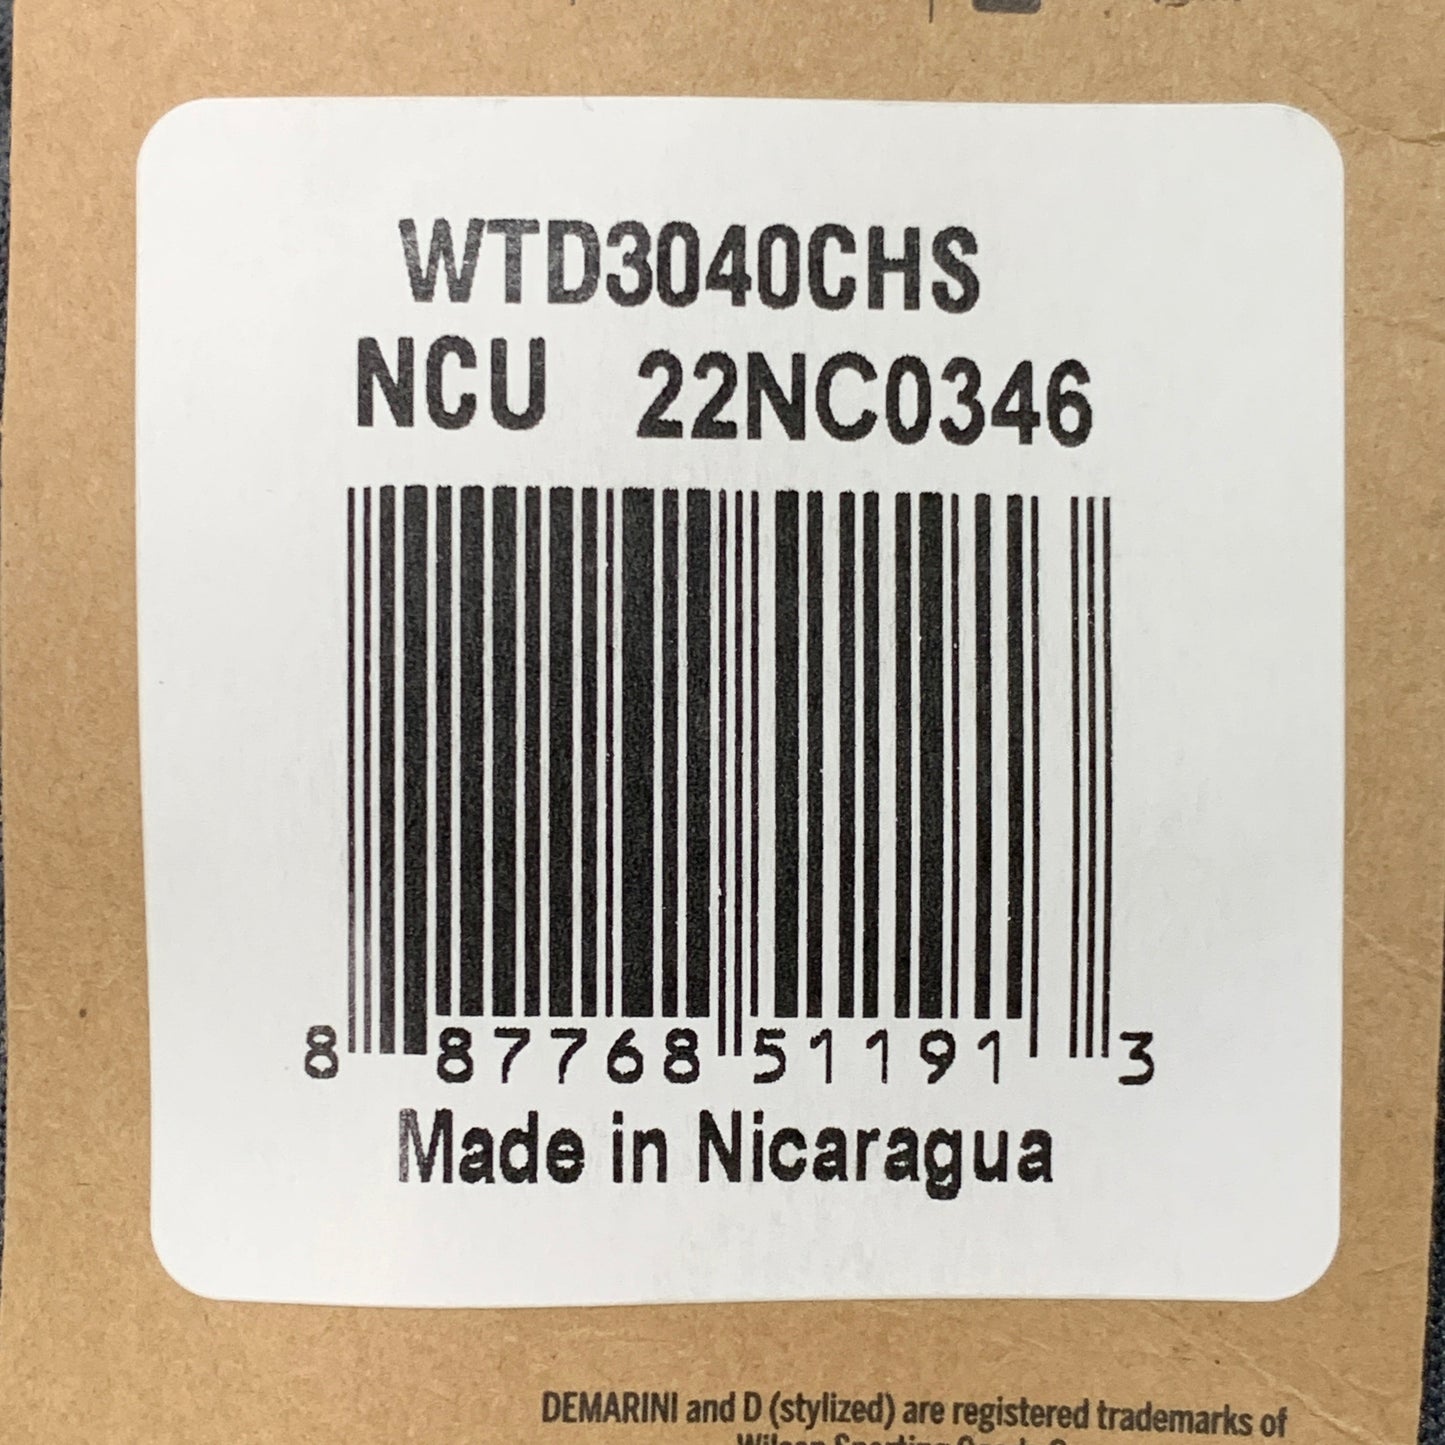 WTD3040CHS
NCU 22NC0346
8 87768 51191 3
Made in Nicaragua
DEMARINI and D (stylized) are registered trademarks of